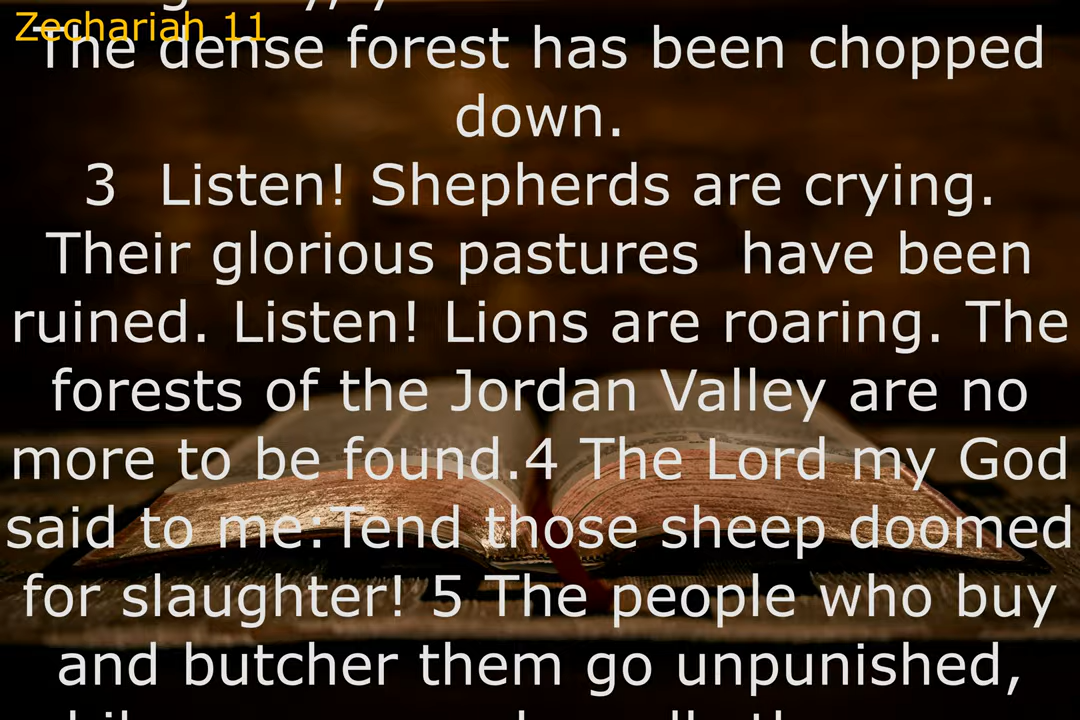 Zechariah 11
The dense forest has been chopped
down.
3 Listen! Shepherds are crying.
Their glorious pastures have been
ruined. Listen! Lions are roaring. The
forests of the Jordan Valley are no
more to be found.4 The Lord my God
said to me:Tend those sheep doomed
for slaughter! 5 The people who buy
and butcher them go unpunished,